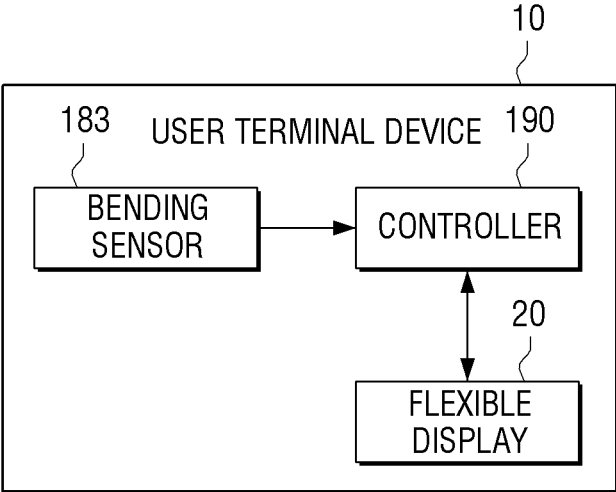 10
183
USER TERMINAL DEVICE
190
BENDING
SENSOR
CONTROLLER
20
FLEXIBLE
DISPLAY